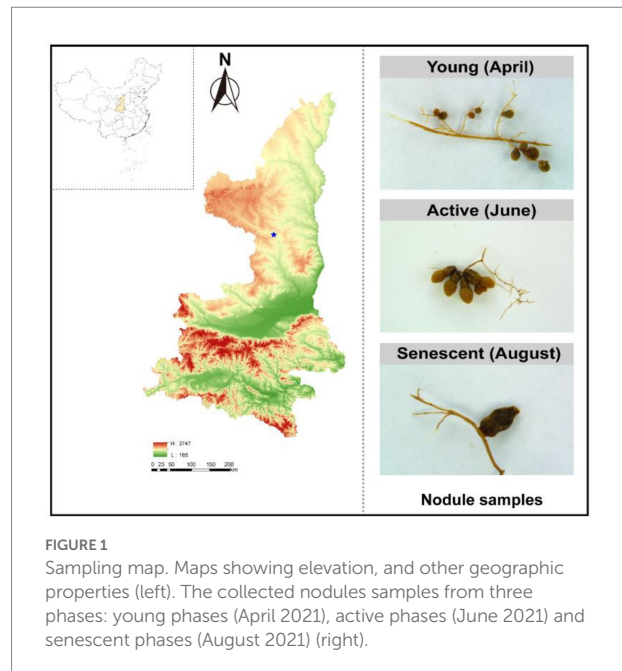 N
H : 3747
L : 165
0 25 50 100 150 200
Young (April)
Active (June)
Senescent (August)
Nodule samples
FIGURE 1
Sampling map. Maps showing elevation, and other geographic
properties (left). The collected nodules samples from three
phases: young phases (April 2021), active phases (June 2021) and
senescent phases (August 2021) (right).